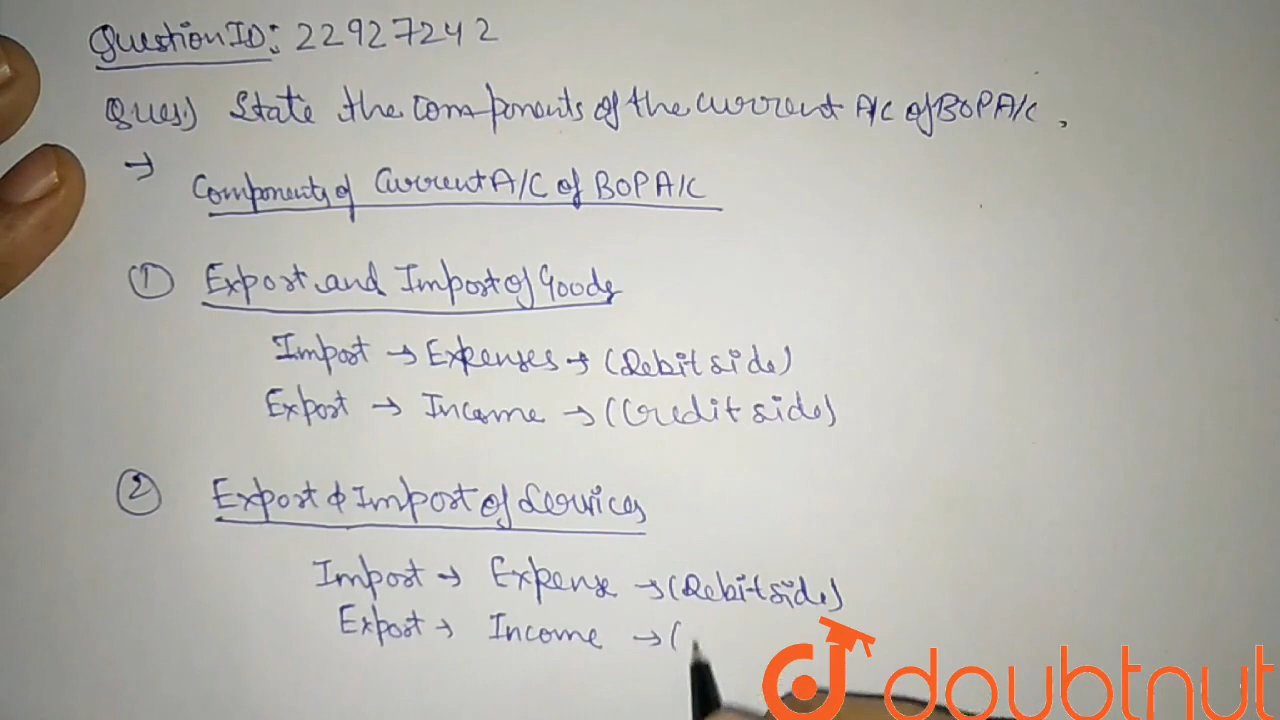 Question ID: 22927242
Ques.) State the components of the current A/C of BOP A/C.
→ Components of Current A/C of BOP A/C
① Export and Import of Goods
Import → Expenses → (Debit side)
Export → Income → (Credit side)
② Export & Import of Services
Import → Expense → (Debit side)
Export → Income → (
doubtnut